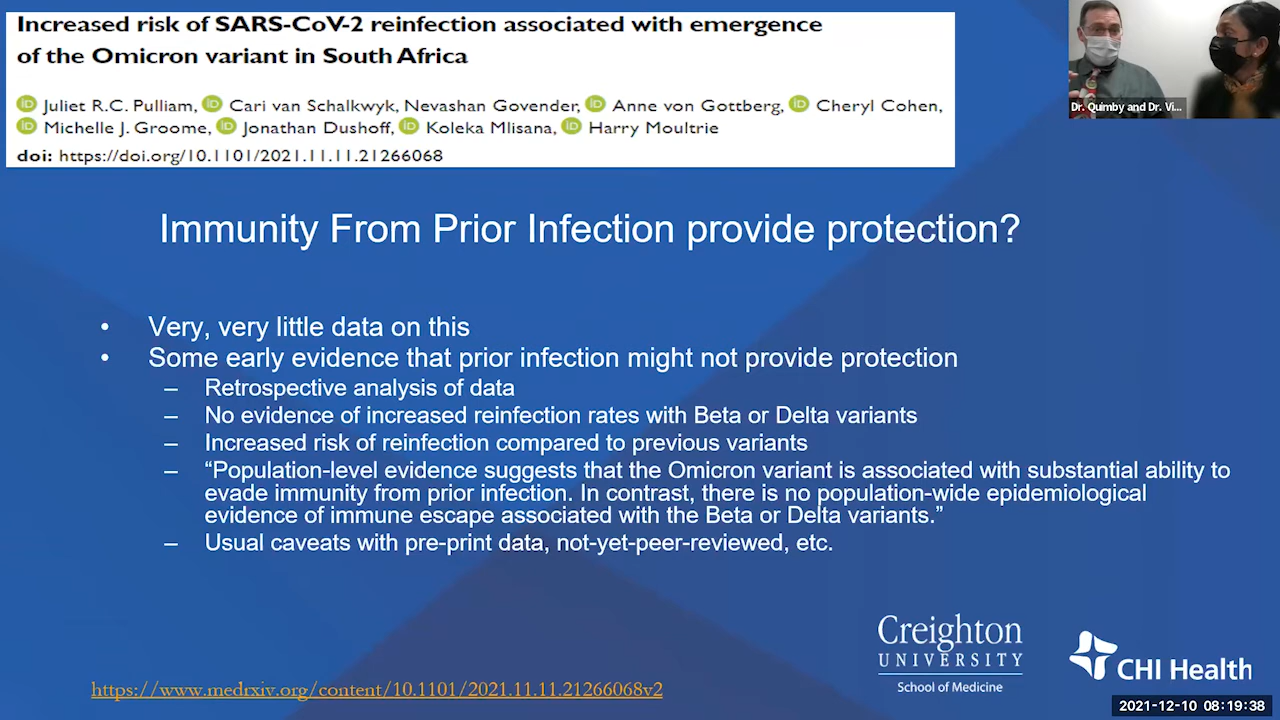 Increased risk of SARS-CoV-2 reinfection associated with emergence
of the Omicron variant in South Africa
iD Juliet R.C. Pulliam, iD Cari van Schalkwyk, Nevashan Govender, iD Anne von Gottberg, iD Cheryl Cohen,
iD Michelle J. Groome, iD Jonathan Dushoff, iD Koleka Mlisana, iD Harry Moultrie
doi: https://doi.org/10.1101/2021.11.11.21266068
Dr. Quimby and Dr. Vi...
Immunity From Prior Infection provide protection?
• Very, very little data on this
• Some early evidence that prior infection might not provide protection
– Retrospective analysis of data
– No evidence of increased reinfection rates with Beta or Delta variants
– Increased risk of reinfection compared to previous variants
– “Population-level evidence suggests that the Omicron variant is associated with substantial ability to
evade immunity from prior infection. In contrast, there is no population-wide epidemiological
evidence of immune escape associated with the Beta or Delta variants.”
– Usual caveats with pre-print data, not-yet-peer-reviewed, etc.
Creighton
UNIVERSITY
School of Medicine
CHI Health
https://www.medrxiv.org/content/10.1101/2021.11.11.21266068v2
2021-12-10 08:19:38